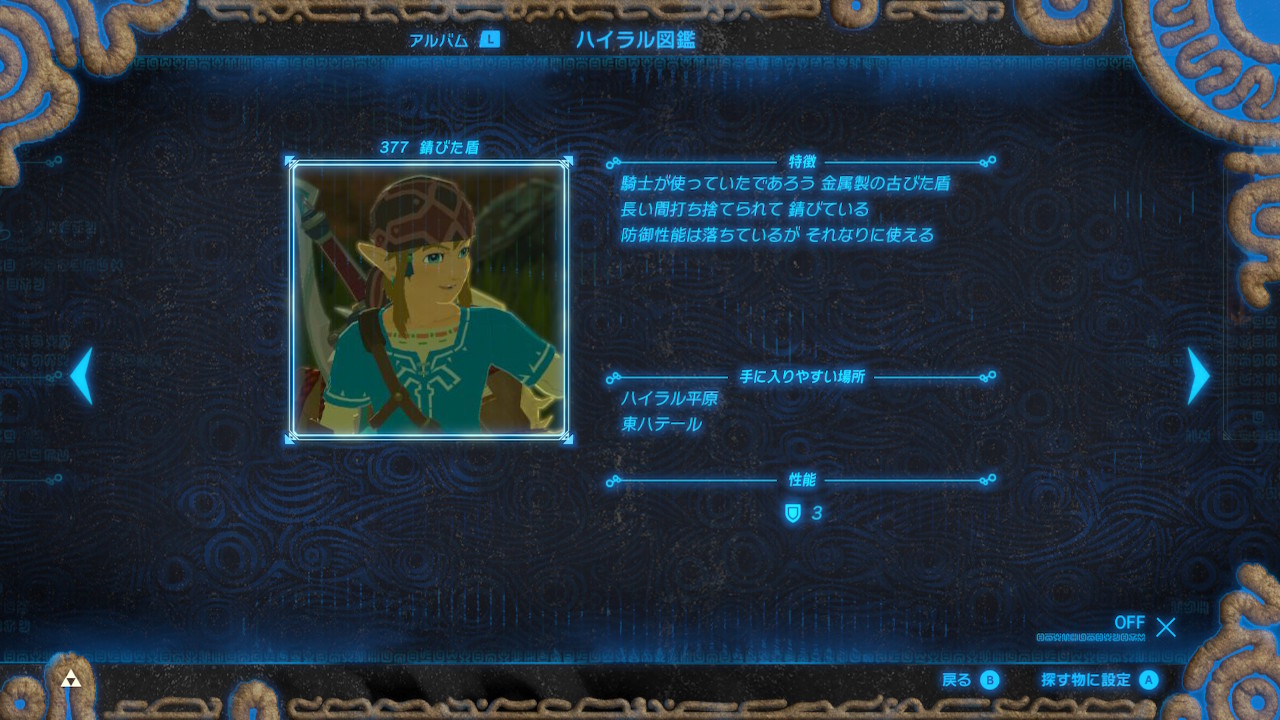 アルバム L
ハイラル図鑑
377 錆びた盾
特徴
騎士が使っていたであろう 金属製の古びた盾
長い間打ち捨てられて 錆びている
防御性能は落ちているが それなりに使える
手に入りやすい場所
ハイラル平原
東ハテール
性能
3
OFF
戻る B
探す物に設定 A